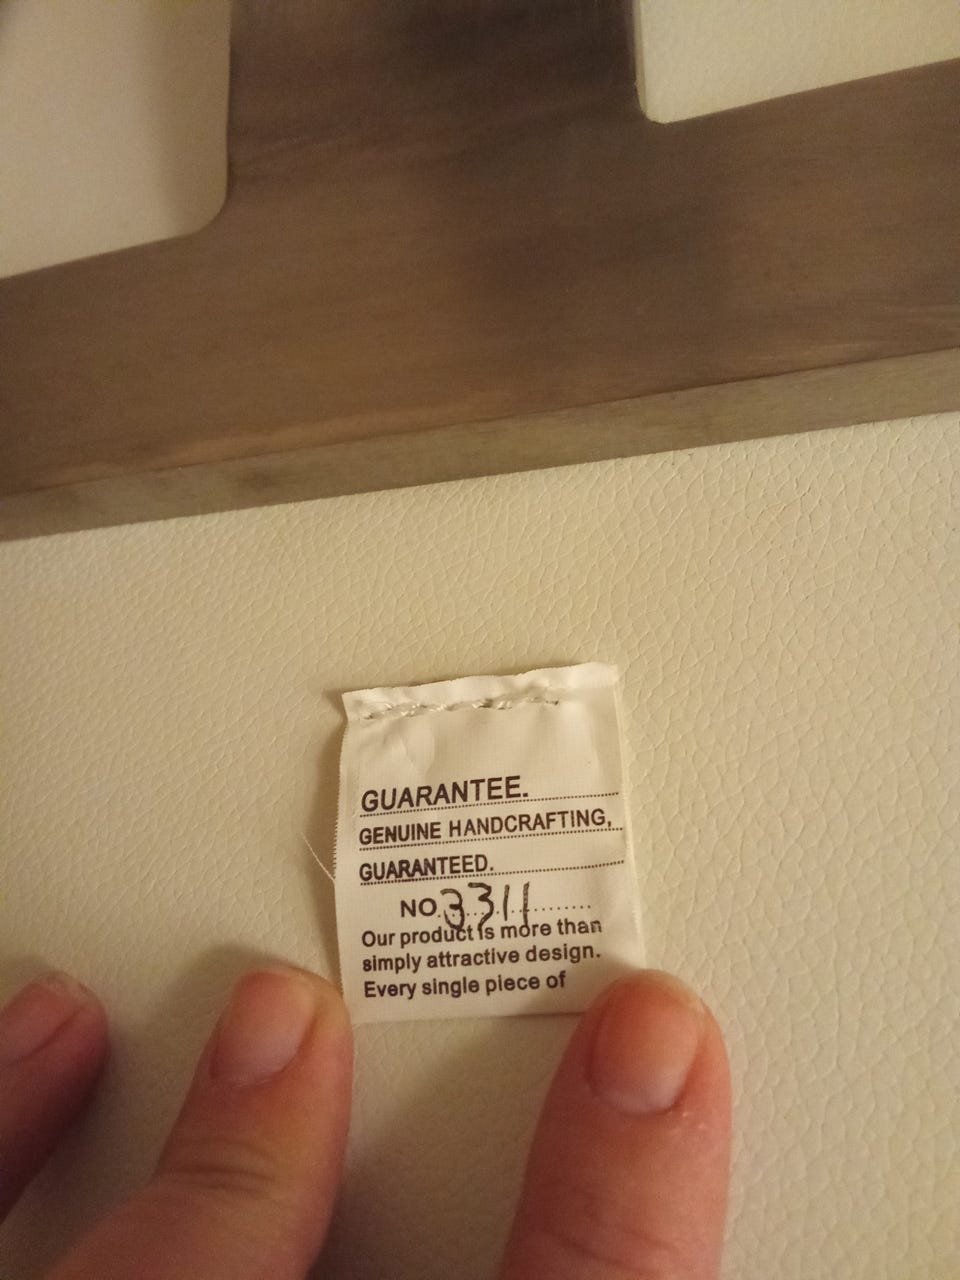 GUARANTEE.
GENUINE HANDCRAFTING,
GUARANTEED.
NO 3311
Our product is more than
simply attractive design.
Every single piece of